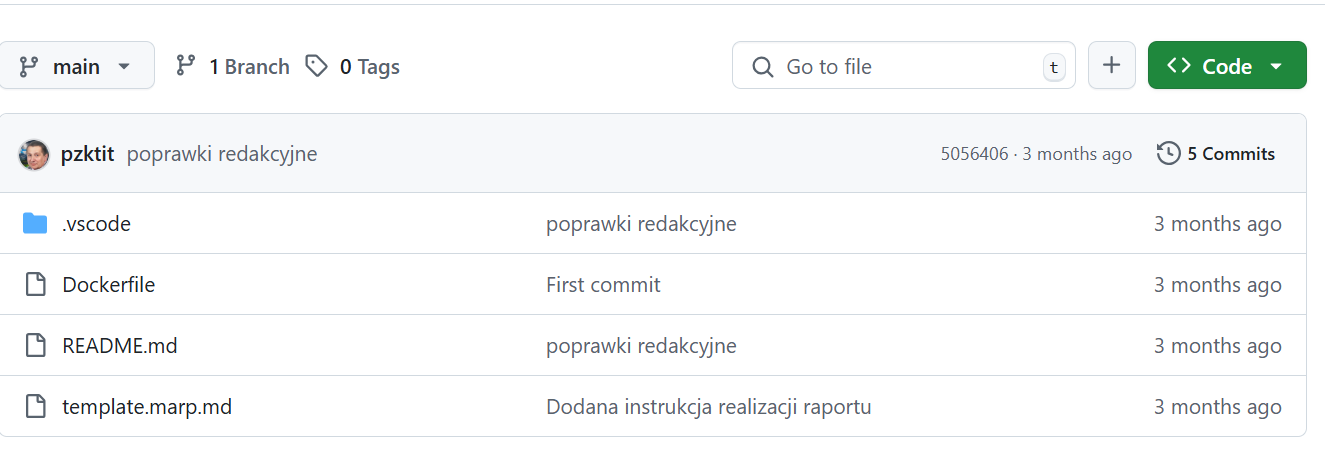 main 1 Branch 0 Tags Go to file t + Code
pzktit poprawki redakcyjne 5056406 · 3 months ago 5 Commits
.vscode poprawki redakcyjne 3 months ago
Dockerfile First commit 3 months ago
README.md poprawki redakcyjne 3 months ago
template.marp.md Dodana instrukcja realizacji raportu 3 months ago